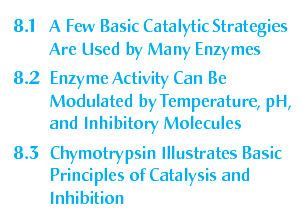 8.1 A Few Basic Catalytic Strategies
Are Used by Many Enzymes
8.2 Enzyme Activity Can Be
Modulated by Temperature, pH,
and Inhibitory Molecules
8.3 Chymotrypsin Illustrates Basic
Principles of Catalysis and
Inhibition